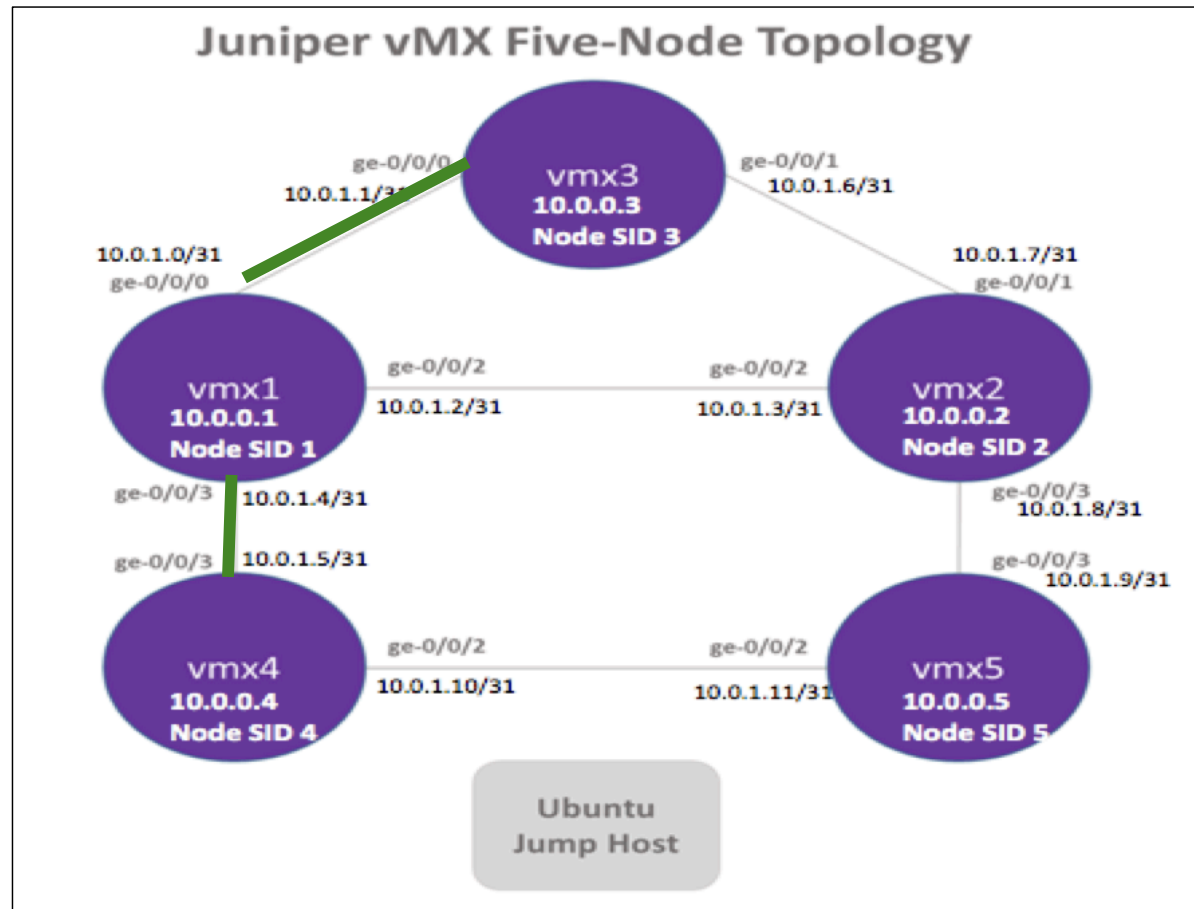 Juniper vMX Five-Node Topology
ge-0/0/0
10.0.1.1/31
vmx3
10.0.0.3
Node SID 3
ge-0/0/1
10.0.1.6/31
10.0.1.0/31
ge-0/0/0
10.0.1.7/31
ge-0/0/1
vmx1
10.0.0.1
Node SID 1
ge-0/0/2
10.0.1.2/31
ge-0/0/2
10.0.1.3/31
vmx2
10.0.0.2
Node SID 2
ge-0/0/3
10.0.1.4/31
ge-0/0/3
10.0.1.8/31
ge-0/0/3
10.0.1.5/31
ge-0/0/3
10.0.1.9/31
vmx4
10.0.0.4
Node SID 4
ge-0/0/2
10.0.1.10/31
ge-0/0/2
10.0.1.11/31
vmx5
10.0.0.5
Node SID 5
Ubuntu
Jump Host